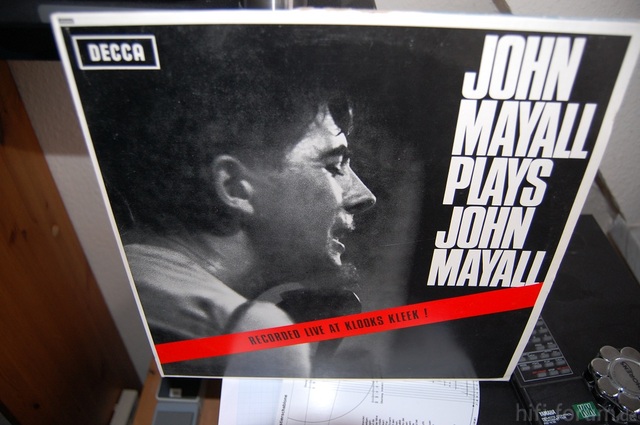 DECCA
JOHN
MAYALL
PLAYS
JOHN
MAYALL
RECORDED LIVE AT KLOOKS KLEEK !
hifi-forum.de